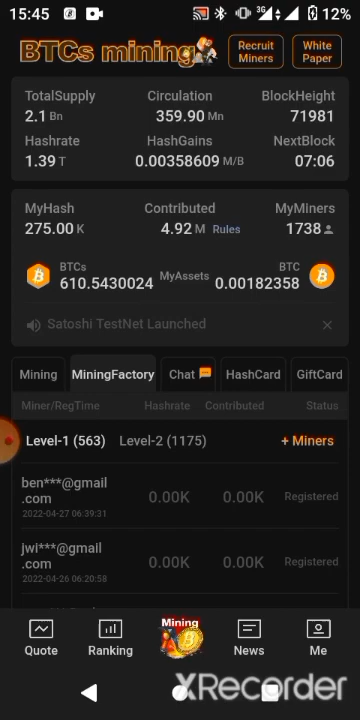 15:45 3G 12%
BTCs mining Recruit Miners White Paper
TotalSupply Circulation BlockHeight
2.1 Bn 359.90 Mn 71981
Hashrate HashGains NextBlock
1.39 T 0.00358609 M/B 07:06
MyHash Contributed MyMiners
275.00 K 4.92 M Rules 1738
BTCs MyAssets BTC
610.5430024 0.00182358
Satoshi TestNet Launched ×
Mining MiningFactory Chat HashCard GiftCard
Miner/RegTime Hashrate Contributed Status
Level-1 (563) Level-2 (1175) + Miners
ben***@gmail
.com 0.00K 0.00K Registered
2022-04-27 06:39:31
jwi***@gmail
.com 0.00K 0.00K Registered
2022-04-26 06:20:58
Mining
Quote Ranking News Me
XRecorder